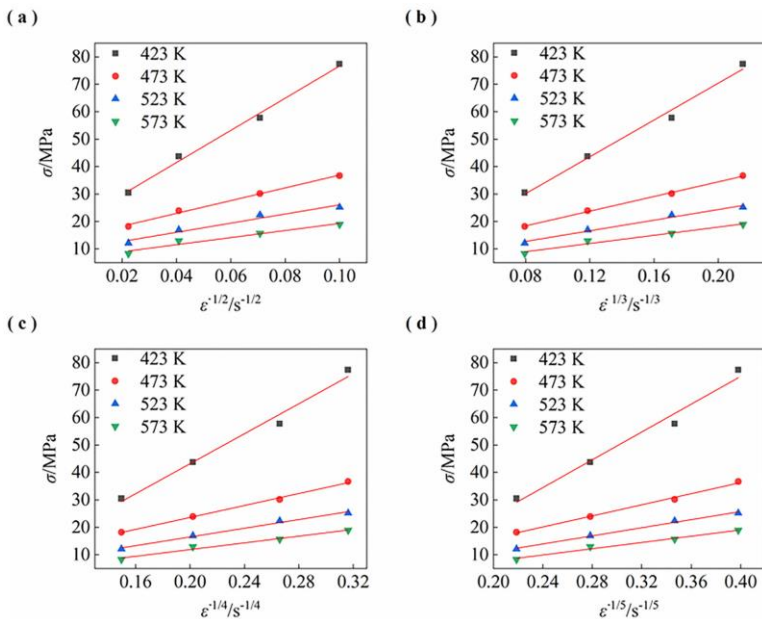 ( a )
80
70
60
50
40
30
20
10
σ/MPa
423 K
473 K
523 K
573 K
0.02 0.04 0.06 0.08 0.10
ε̇^{-1/2}/s^{-1/2}
( b )
80
70
60
50
40
30
20
10
σ/MPa
423 K
473 K
523 K
573 K
0.08 0.12 0.16 0.20
ε̇^{-1/3}/s^{-1/3}
( c )
80
70
60
50
40
30
20
10
σ/MPa
423 K
473 K
523 K
573 K
0.16 0.20 0.24 0.28 0.32
ε̇^{-1/4}/s^{-1/4}
( d )
80
70
60
50
40
30
20
10
σ/MPa
423 K
473 K
523 K
573 K
0.20 0.24 0.28 0.32 0.36 0.40
ε̇^{-1/5}/s^{-1/5}